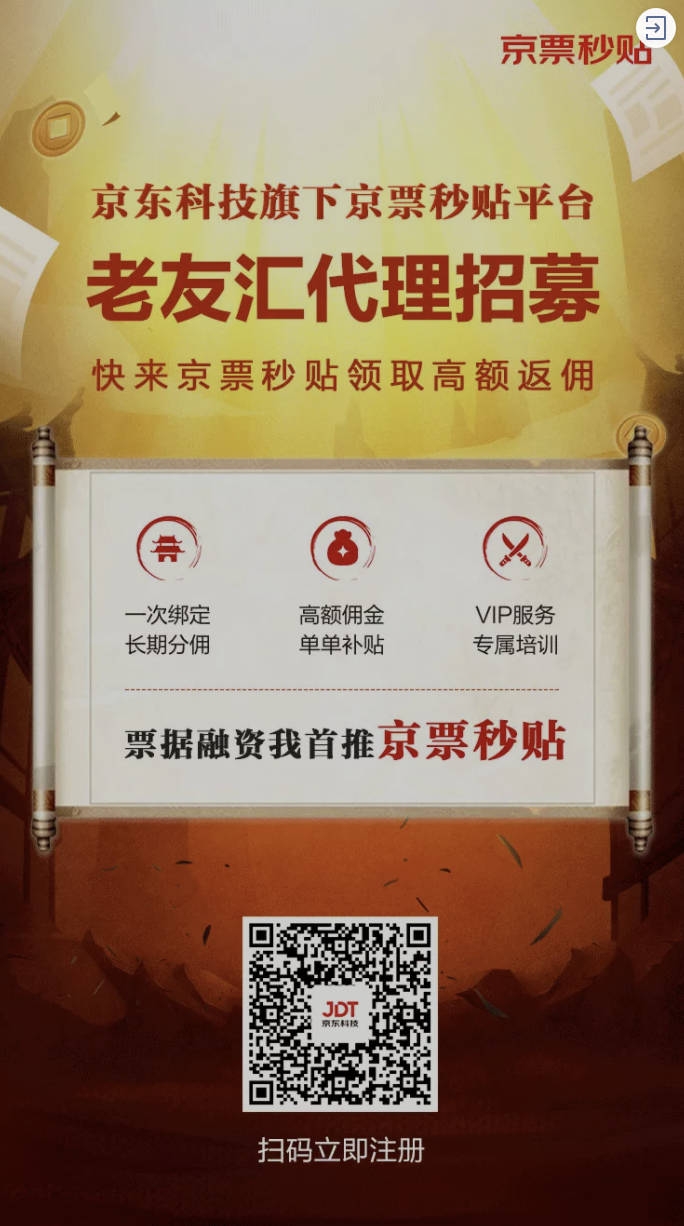 京票秒贴
京东科技旗下京票秒贴平台
老友汇代理招募
快来京票秒贴领取高额返佣
一次绑定
长期分佣
高额佣金
单单补贴
VIP服务
专属培训
票据融资我首推京票秒贴
JDT
京东科技
扫码立即注册